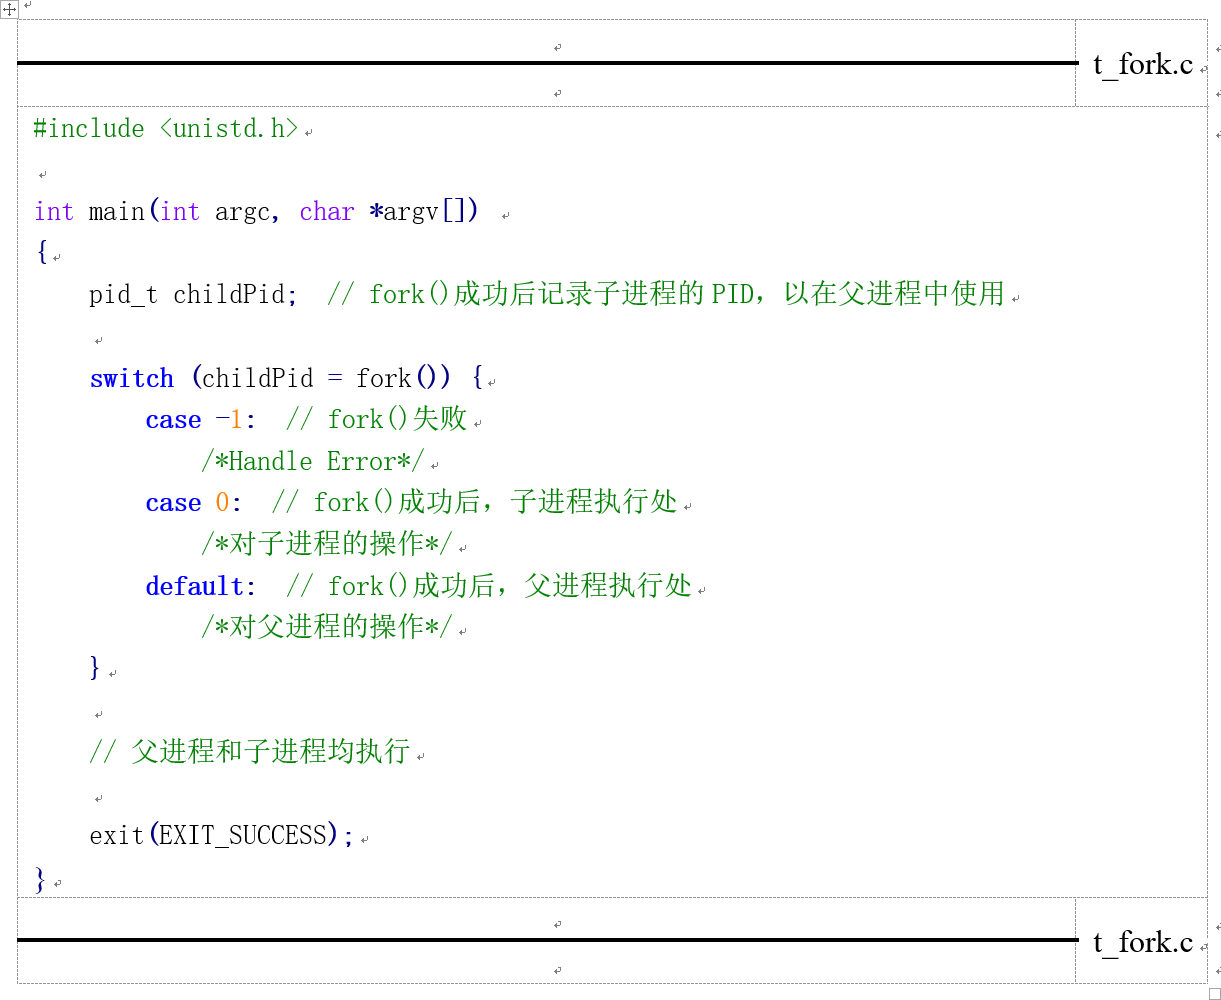 t_fork.c
#include <unistd.h>
int main(int argc, char *argv[])
{
    pid_t childPid;  // fork()成功后记录子进程的 PID，以在父进程中使用
    switch (childPid = fork()) {
        case -1:  // fork()失败
            /*Handle Error*/
        case 0:  // fork()成功后，子进程执行处
            /*对子进程的操作*/
        default:  // fork()成功后，父进程执行处
            /*对父进程的操作*/
    }
    // 父进程和子进程均执行
    exit(EXIT_SUCCESS);
}
t_fork.c